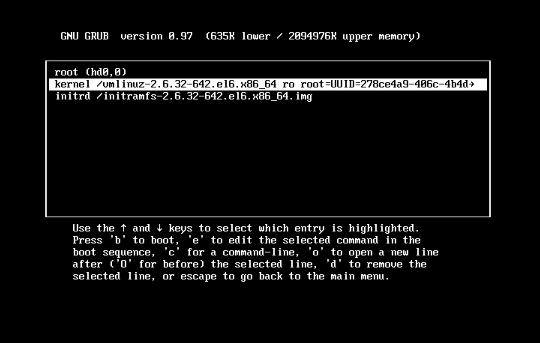 GNU GRUB  version 0.97  (635K lower / 2094976K upper memory)
root (hd0,0)
kernel /vmlinuz-2.6.32-642.el6.x86_64 ro root=UUID=278ce4a9-406c-4b4d→
initrd /initramfs-2.6.32-642.el6.x86_64.img
Use the ↑ and ↓ keys to select which entry is highlighted.
Press 'b' to boot, 'e' to edit the selected command in the
boot sequence, 'c' for a command-line, 'o' to open a new line
after ('O' for before) the selected line, 'd' to remove the
selected line, or escape to go back to the main menu.